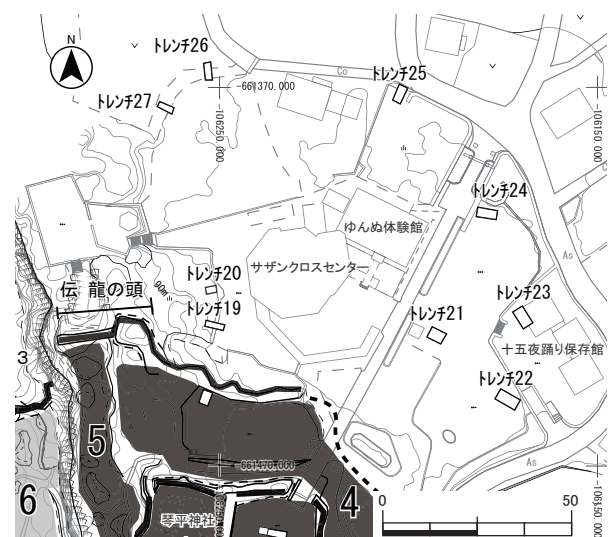 N
トレンチ26
トレンチ25
Co
トレンチ27
-661370.000
-106250.000
-106150.000
トレンチ24
ゆんぬ体験館
サザンクロスセンター
トレンチ20
トレンチ19
90m
伝 龍の頭
トレンチ21
トレンチ23
十五夜踊り保存館
トレンチ22
As
As
3
5
6
4
-661470.000
琴平神社
-106150.000
0
50